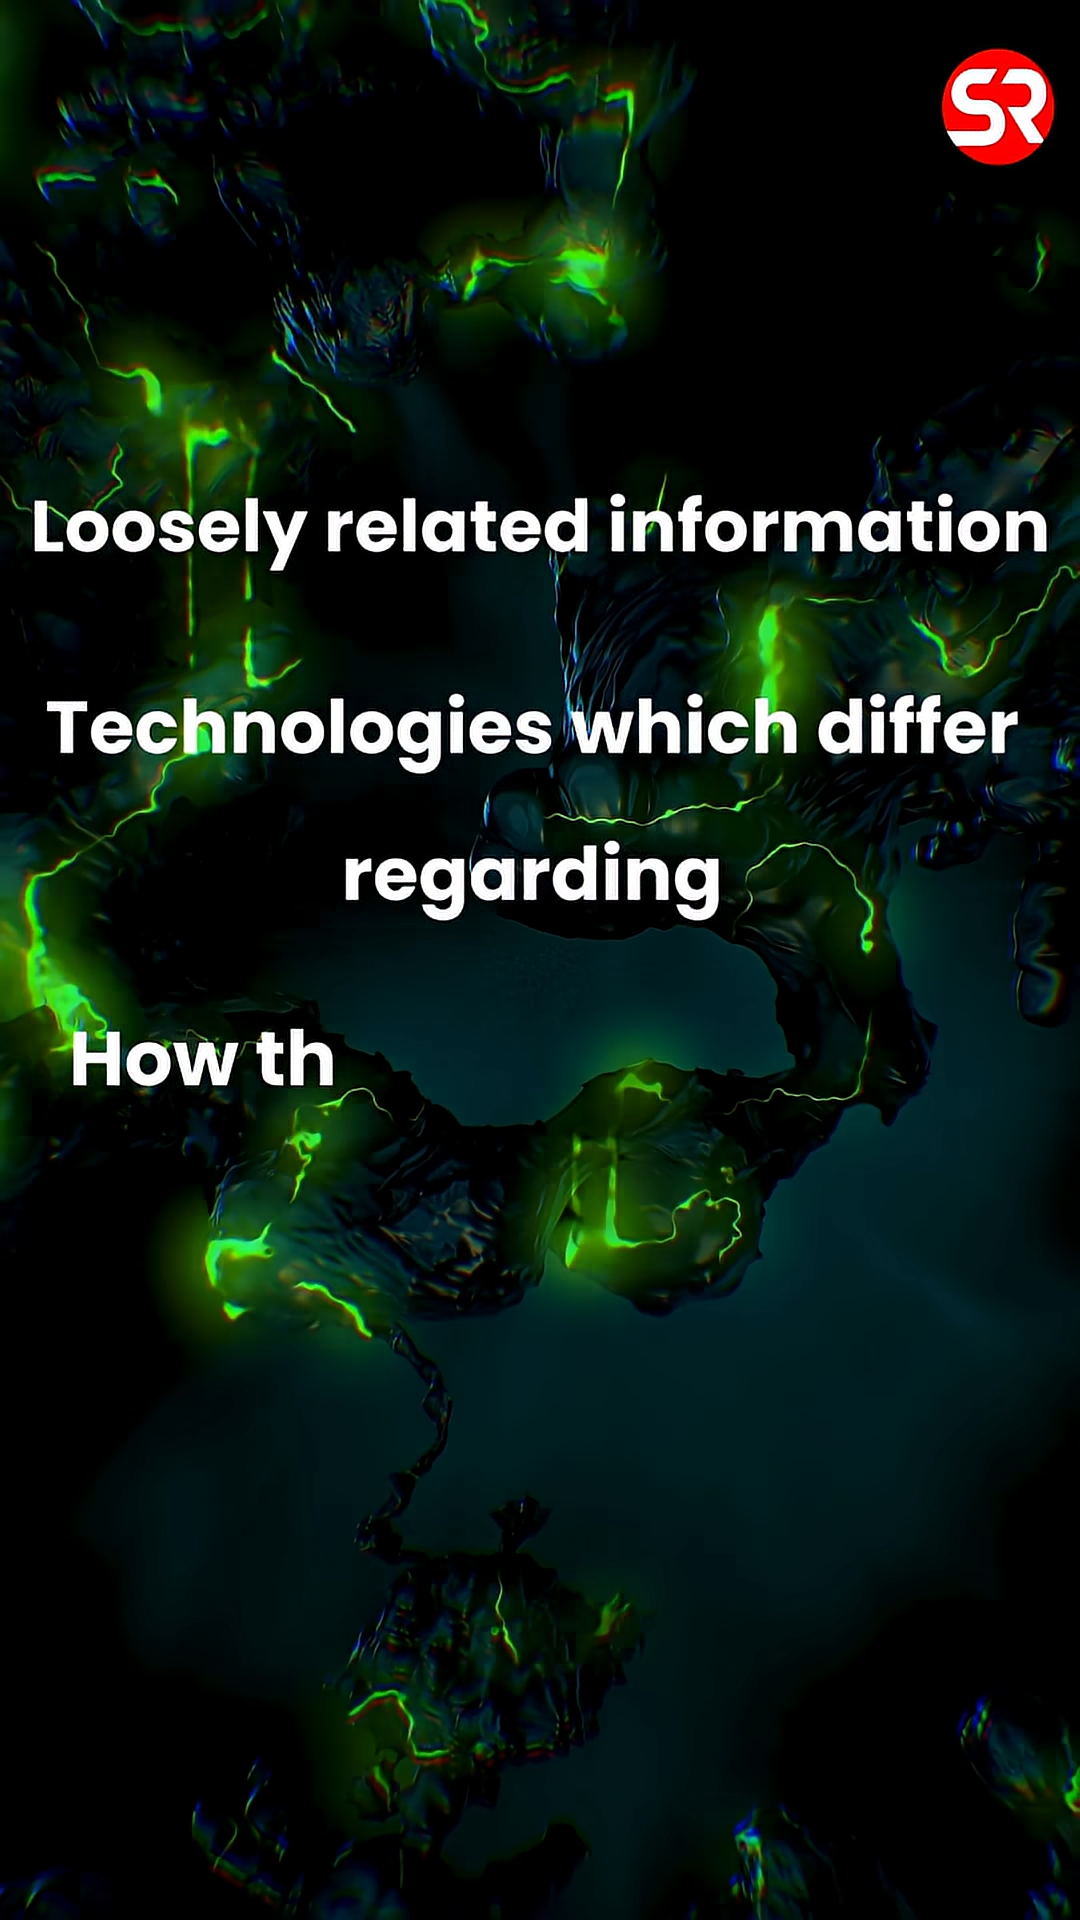 SR
Loosely related information
Technologies which differ
regarding
How th